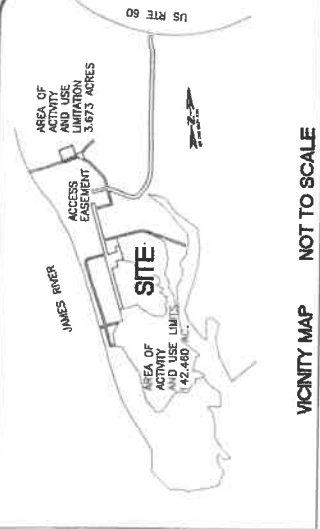 US RTE 60
AREA OF
ACTIVITY
AND USE
LIMITATION
3.673 ACRES
ACCESS
EASEMENT
JAMES RIVER
SITE
AREA OF
ACTIVITY
AND USE LIMITS
142.460 AC.
VICINITY MAP NOT TO SCALE